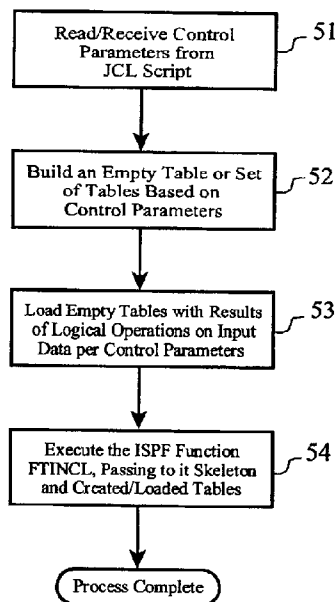 Read/Receive Control
Parameters from
JCL Script
51
Build an Empty Table or Set
of Tables Based on
Control Parameters
52
Load Empty Tables with Results
of Logical Operations on Input
Data per Control Parameters
53
Execute the ISPF Function
FTINCL, Passing to it Skeleton
and Created/Loaded Tables
54
Process Complete